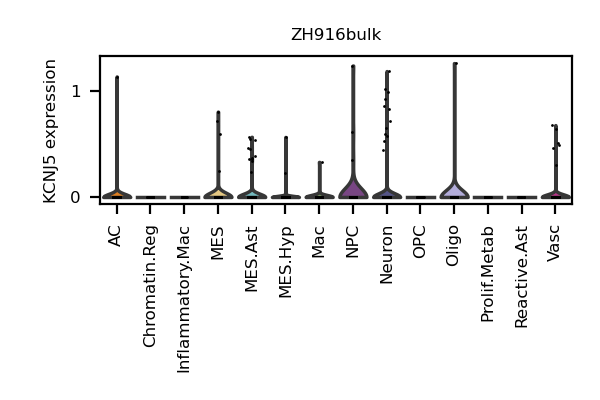 ZH916bulk
KCNJ5 expression
1
0
AC
Chromatin.Reg
Inflammatory.Mac
MES
MES.Ast
MES.Hyp
Mac
NPC
Neuron
OPC
Oligo
Prolif.Metab
Reactive.Ast
Vasc